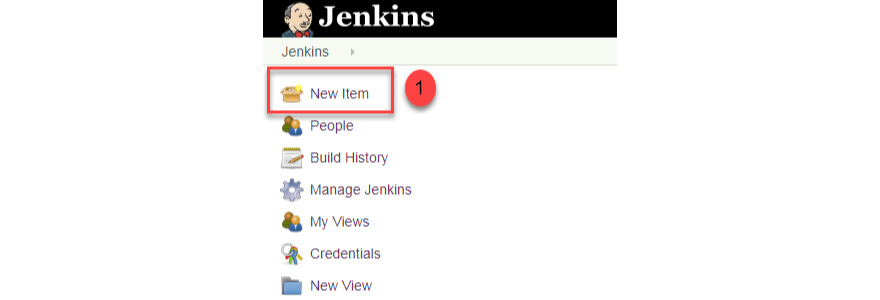 Jenkins
Jenkins
New Item
1
People
Build History
Manage Jenkins
My Views
Credentials
New View